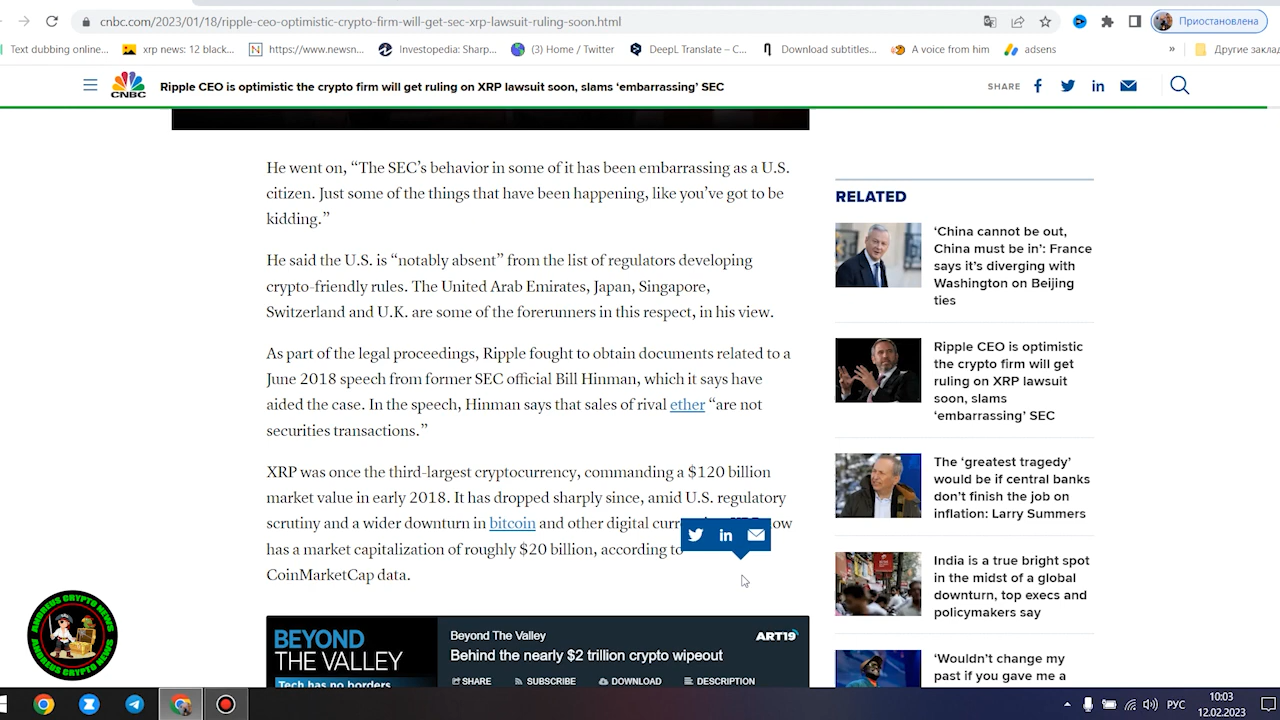 cnbc.com/2023/01/18/ripple-ceo-optimistic-crypto-firm-will-get-sec-xrp-lawsuit-ruling-soon.html
Приостановлена
Text dubbing online...
xrp news: 12 black...
https://www.newsn...
Investopedia: Sharp...
(3) Home / Twitter
DeepL Translate – C...
Download subtitles...
A voice from him
adsens
»
Другие закла
CNBC
Ripple CEO is optimistic the crypto firm will get ruling on XRP lawsuit soon, slams ‘embarrassing’ SEC
SHARE
He went on, “The SEC’s behavior in some of it has been embarrassing as a U.S.
citizen. Just some of the things that have been happening, like you’ve got to be
kidding.”
He said the U.S. is “notably absent” from the list of regulators developing
crypto-friendly rules. The United Arab Emirates, Japan, Singapore,
Switzerland and U.K. are some of the forerunners in this respect, in his view.
As part of the legal proceedings, Ripple fought to obtain documents related to a
June 2018 speech from former SEC official Bill Hinman, which it says have
aided the case. In the speech, Hinman says that sales of rival ether “are not
securities transactions.”
XRP was once the third-largest cryptocurrency, commanding a $120 billion
market value in early 2018. It has dropped sharply since, amid U.S. regulatory
scrutiny and a wider downturn in bitcoin and other digital
has a market capitalization of roughly $20 billion, according to
CoinMarketCap data.
RELATED
‘China cannot be out,
China must be in’: France
says it’s diverging with
Washington on Beijing
ties
Ripple CEO is optimistic
the crypto firm will get
ruling on XRP lawsuit
soon, slams
‘embarrassing’ SEC
The ‘greatest tragedy’
would be if central banks
don’t finish the job on
inflation: Larry Summers
India is a true bright spot
in the midst of a global
downturn, top execs and
policymakers say
‘Wouldn’t change my
past if you gave me a
BEYOND
THE VALLEY
Tech has no borders
Beyond The Valley
Behind the nearly $2 trillion crypto wipeout
ART19
SHARE
SUBSCRIBE
DOWNLOAD
DESCRIPTION
ANDREUS CRYPTO NEWS
ANDREUS CRYPTO NEWS
РУС
10:03
12.02.2023